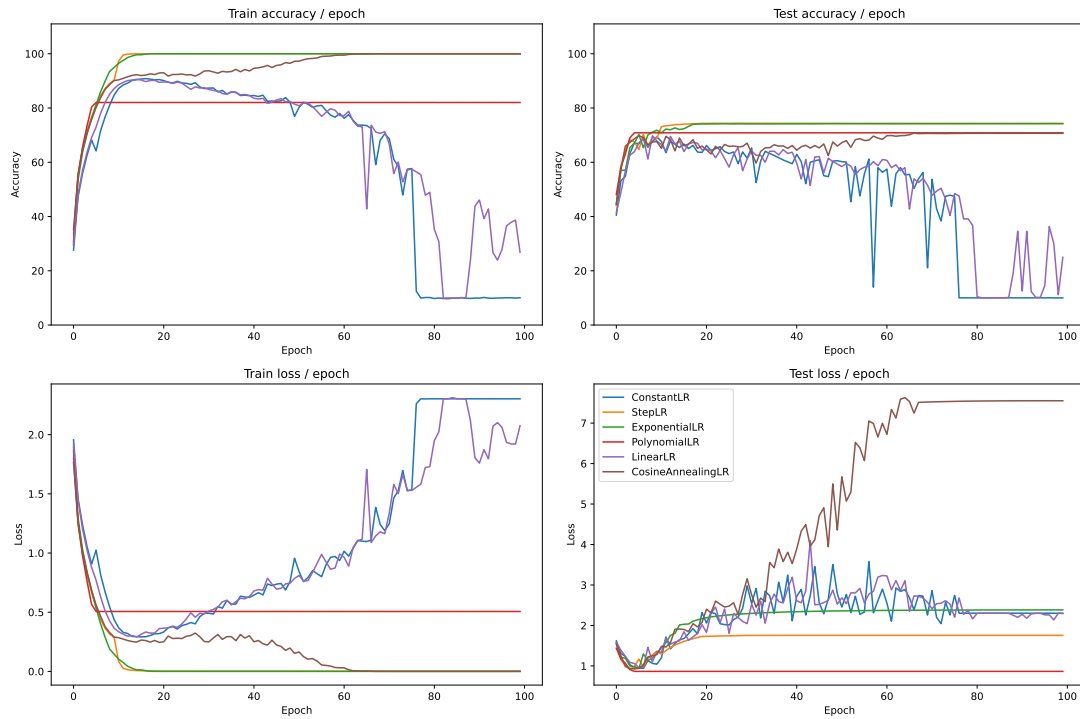 Train accuracy / epoch
Accuracy
100
80
60
40
20
0
0 20 40 60 80 100
Epoch
Test accuracy / epoch
Accuracy
100
80
60
40
20
0
0 20 40 60 80 100
Epoch
Train loss / epoch
Loss
2.0
1.5
1.0
0.5
0.0
0 20 40 60 80 100
Epoch
Test loss / epoch
Loss
7
6
5
4
3
2
1
ConstantLR
StepLR
ExponentialLR
PolynomialLR
LinearLR
CosineAnnealingLR
0 20 40 60 80 100
Epoch